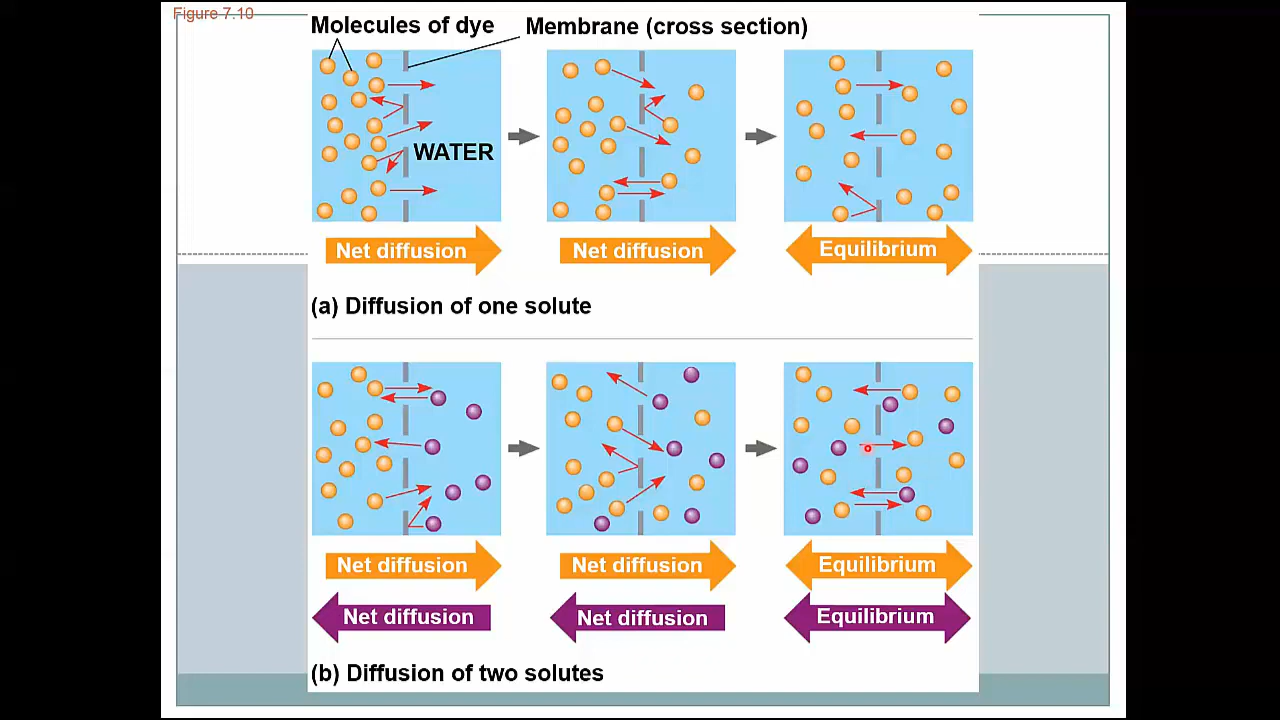 Figure 7.10
Molecules of dye
Membrane (cross section)
WATER
Net diffusion
Net diffusion
Equilibrium
(a) Diffusion of one solute
Net diffusion
Net diffusion
Equilibrium
Net diffusion
Net diffusion
Equilibrium
(b) Diffusion of two solutes